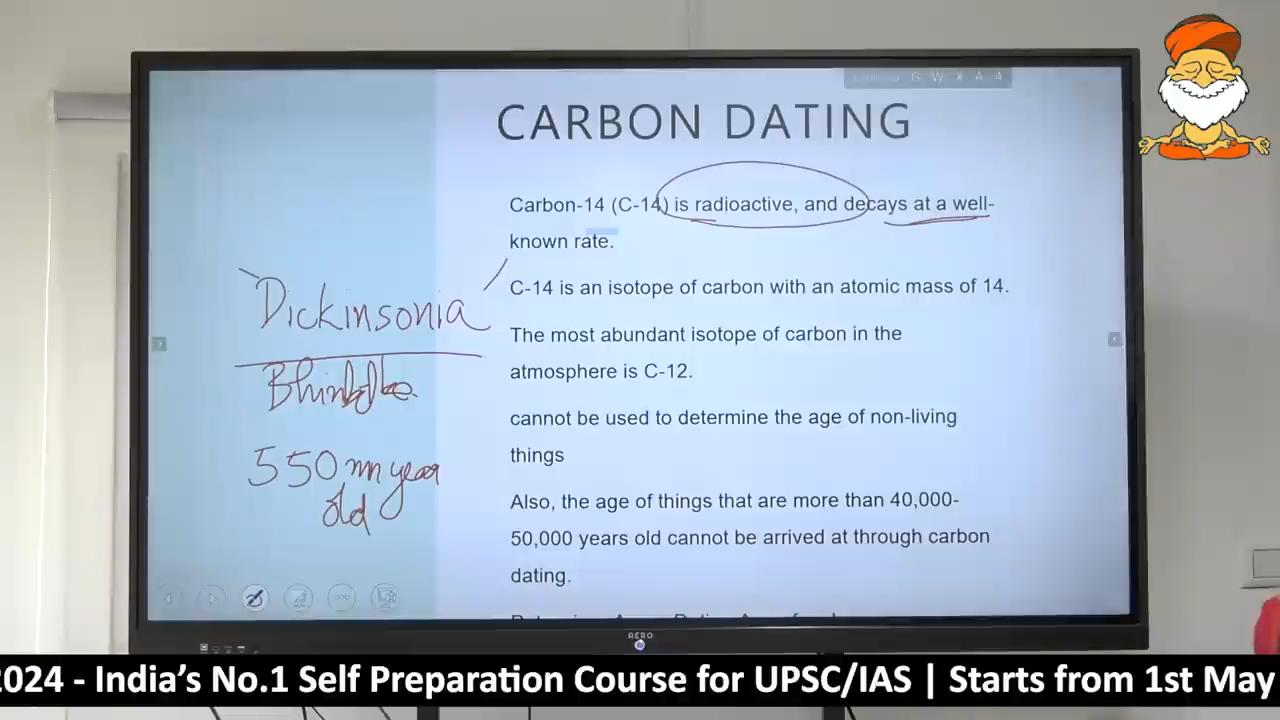 CARBON DATING
Carbon-14 (C-14) is radioactive, and decays at a well-
known rate.
C-14 is an isotope of carbon with an atomic mass of 14.
The most abundant isotope of carbon in the
atmosphere is C-12.
cannot be used to determine the age of non-living
things
Also, the age of things that are more than 40,000-
50,000 years old cannot be arrived at through carbon
dating.
Dickinsonia
550 mn year
old
AERO
2024 - India's No.1 Self Preparation Course for UPSC/IAS | Starts from 1st May